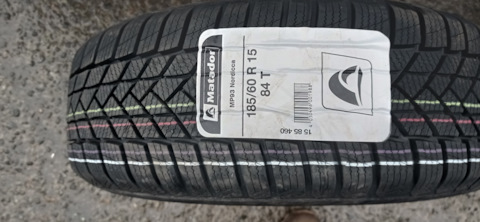 Matador
MP93 Nordicca
185/60 R 15
84 T
15 85 460